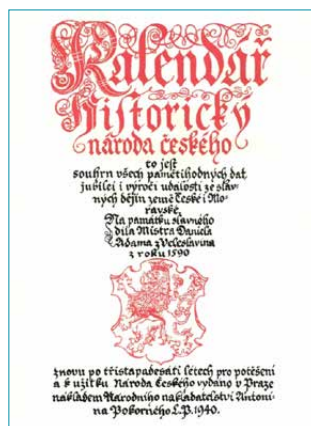 Kalendář
Historický
národa českého
to jest
souhrn všech pamětihodných dat
jubileí i výročí událostí ze slav-
ných dějin země České i Mo-
ravské.
Na památku slavného
díla Mistra Daniela
Adama z Veleslavína
z roku 1590
znovu po třistapadesáti letech pro potěšení
a k užitku Národa Českého vydáno v Praze
nákladem Národního nakladatelství Antoní-
na Pokorného L.P. 1940.